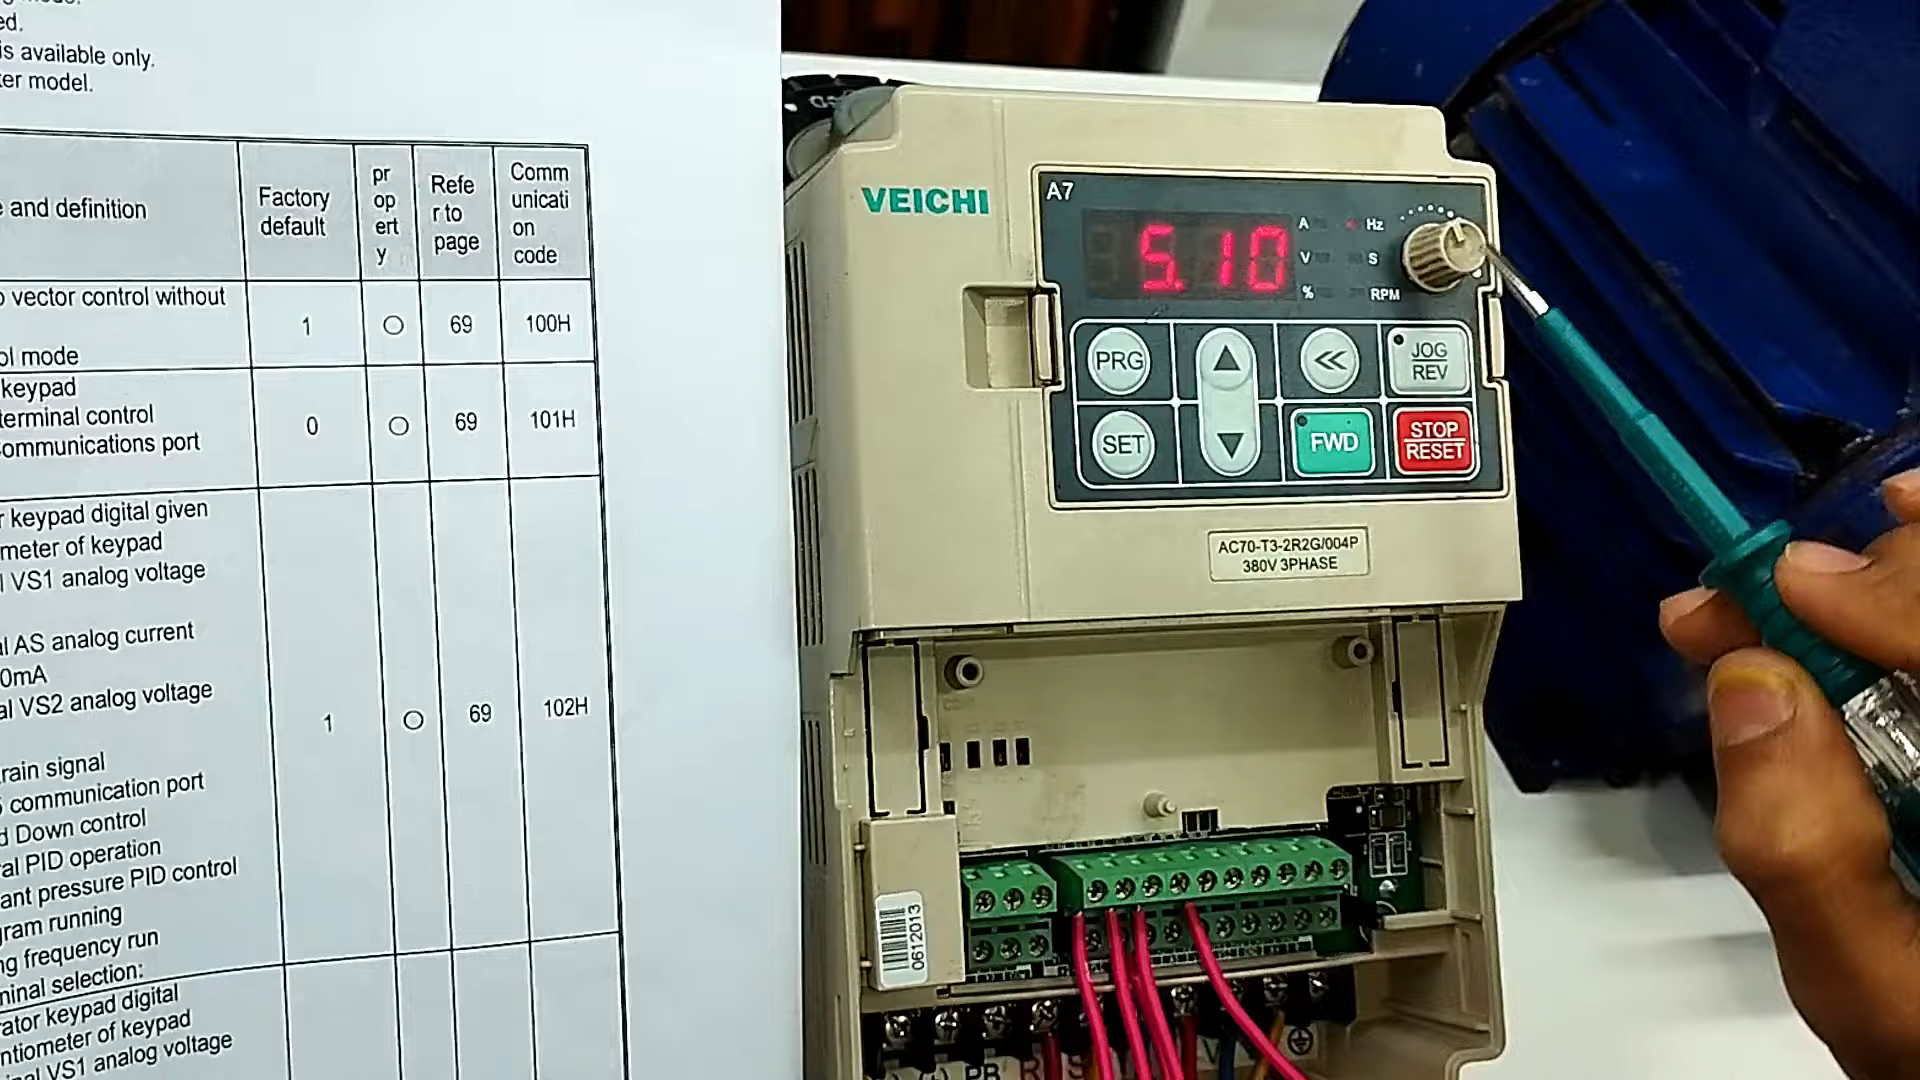 ed.
is available only.
ter model.
e and definition
Factory
default
pr
op
ert
y
Refe
r to
page
Comm
unicati
on
code
o vector control without
ol mode
1
○
69
100H
keypad
terminal control
ommunications port
0
○
69
101H
r keypad digital given
meter of keypad
l VS1 analog voltage
al AS analog current
0mA
al VS2 analog voltage
rain signal
5 communication port
d Down control
al PID operation
ant pressure PID control
gram running
ng frequency run
1
○
69
102H
minal selection:
rator keypad digital
ntiometer of keypad
nal VS1 analog voltage
VEICHI
A7
5.10
A
Hz
V
S
%
RPM
PRG
▲
≪
JOG
REV
SET
▼
FWD
STOP
RESET
AC70-T3-2R2G/004P
380V 3PHASE
0612013
PB
R
S
V